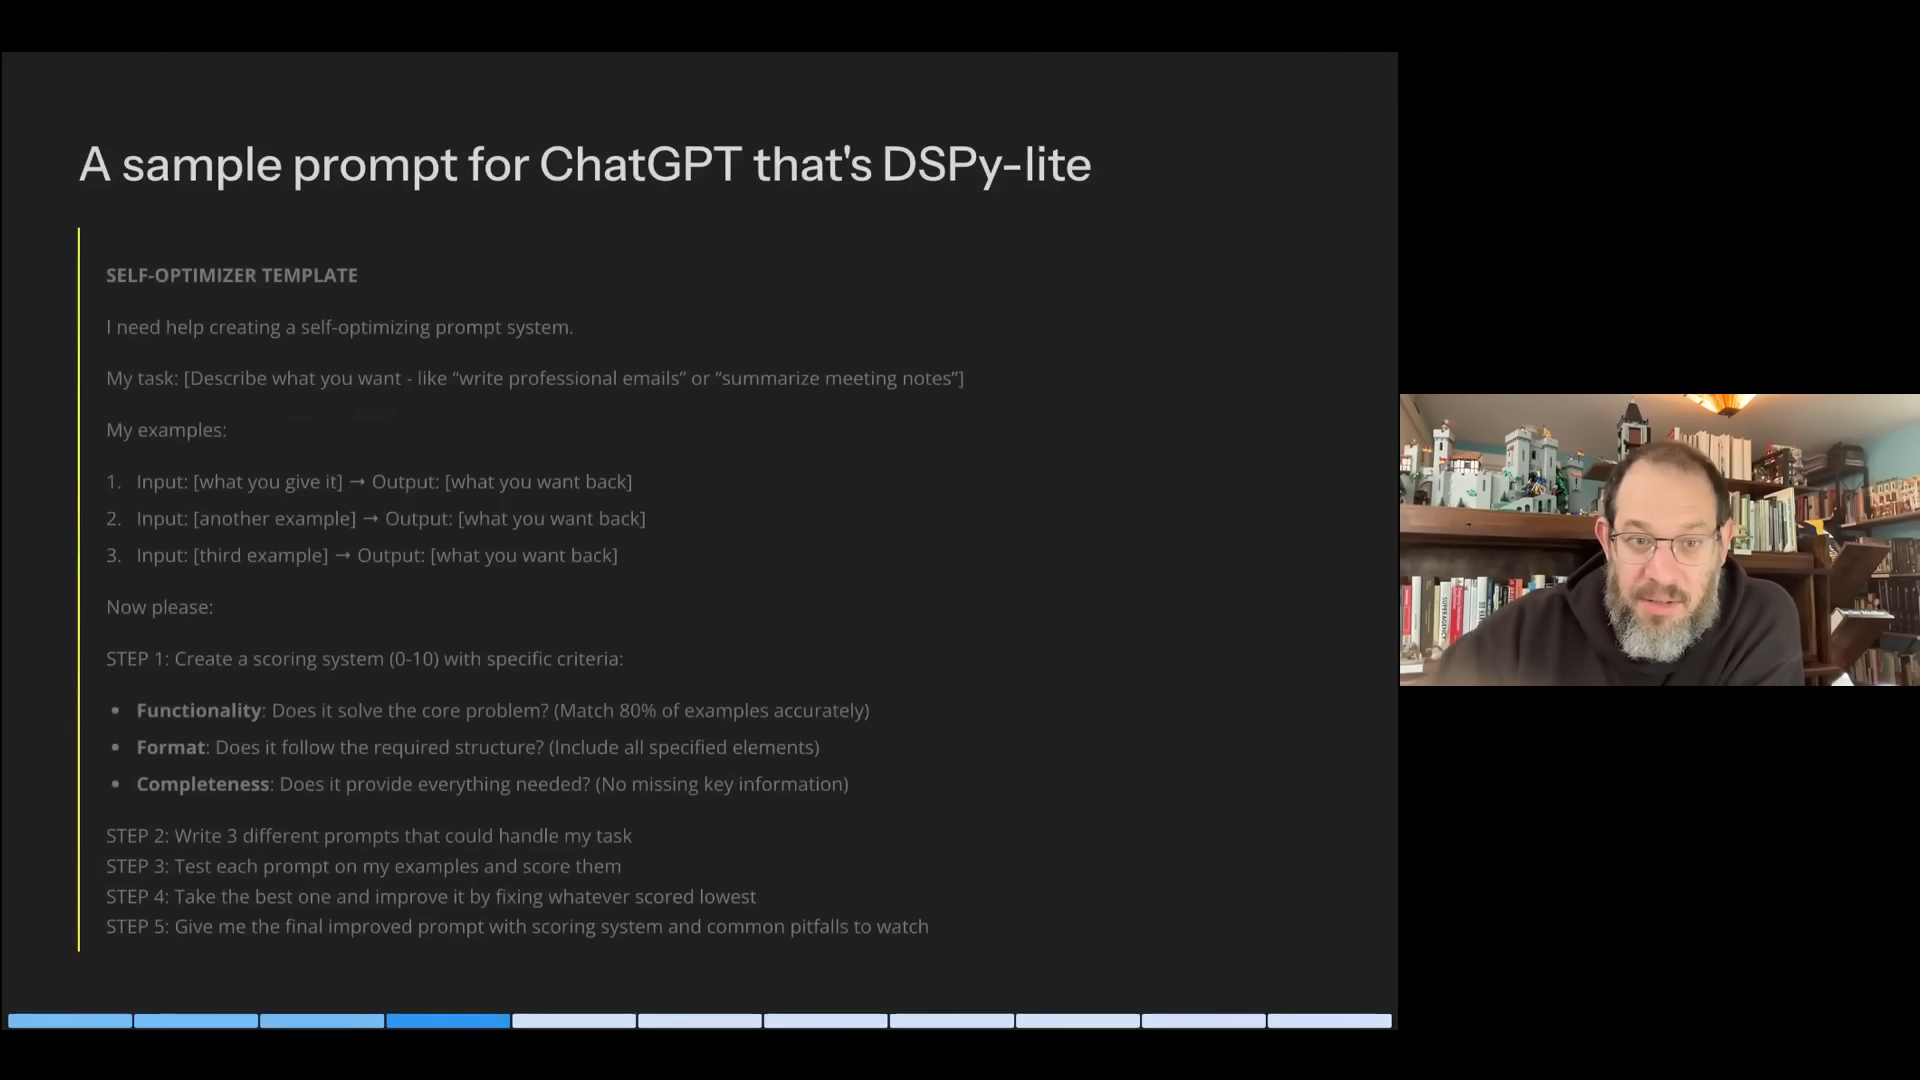 A sample prompt for ChatGPT that's DSPy-lite
SELF-OPTIMIZER TEMPLATE
I need help creating a self-optimizing prompt system.
My task: [Describe what you want - like “write professional emails” or “summarize meeting notes”]
My examples:
1. Input: [what you give it] → Output: [what you want back]
2. Input: [another example] → Output: [what you want back]
3. Input: [third example] → Output: [what you want back]
Now please:
STEP 1: Create a scoring system (0-10) with specific criteria:
• Functionality: Does it solve the core problem? (Match 80% of examples accurately)
• Format: Does it follow the required structure? (Include all specified elements)
• Completeness: Does it provide everything needed? (No missing key information)
STEP 2: Write 3 different prompts that could handle my task
STEP 3: Test each prompt on my examples and score them
STEP 4: Take the best one and improve it by fixing whatever scored lowest
STEP 5: Give me the final improved prompt with scoring system and common pitfalls to watch
SUPERAGENCY